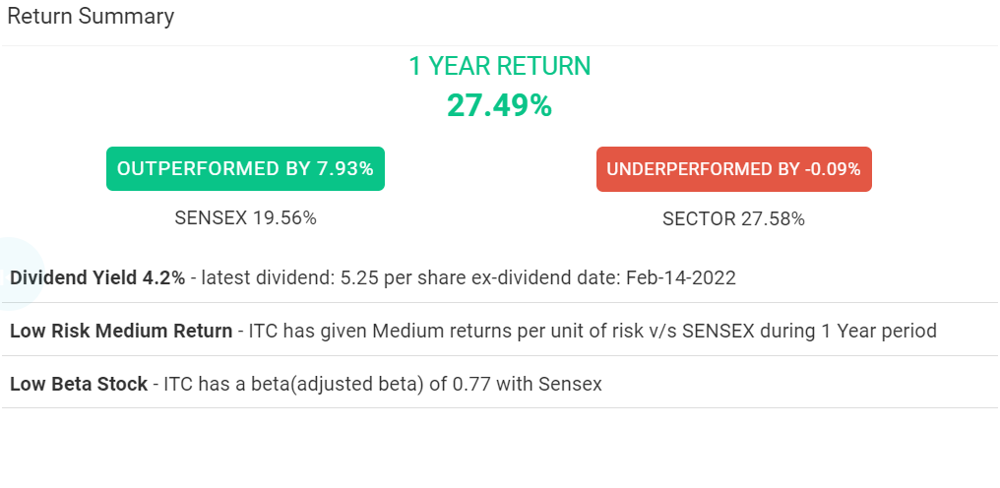 Return Summary
1 YEAR RETURN
27.49%
OUTPERFORMED BY 7.93%
SENSEX 19.56%
UNDERPERFORMED BY -0.09%
SECTOR 27.58%
Dividend Yield 4.2% - latest dividend: 5.25 per share ex-dividend date: Feb-14-2022
Low Risk Medium Return - ITC has given Medium returns per unit of risk v/s SENSEX during 1 Year period
Low Beta Stock - ITC has a beta(adjusted beta) of 0.77 with Sensex